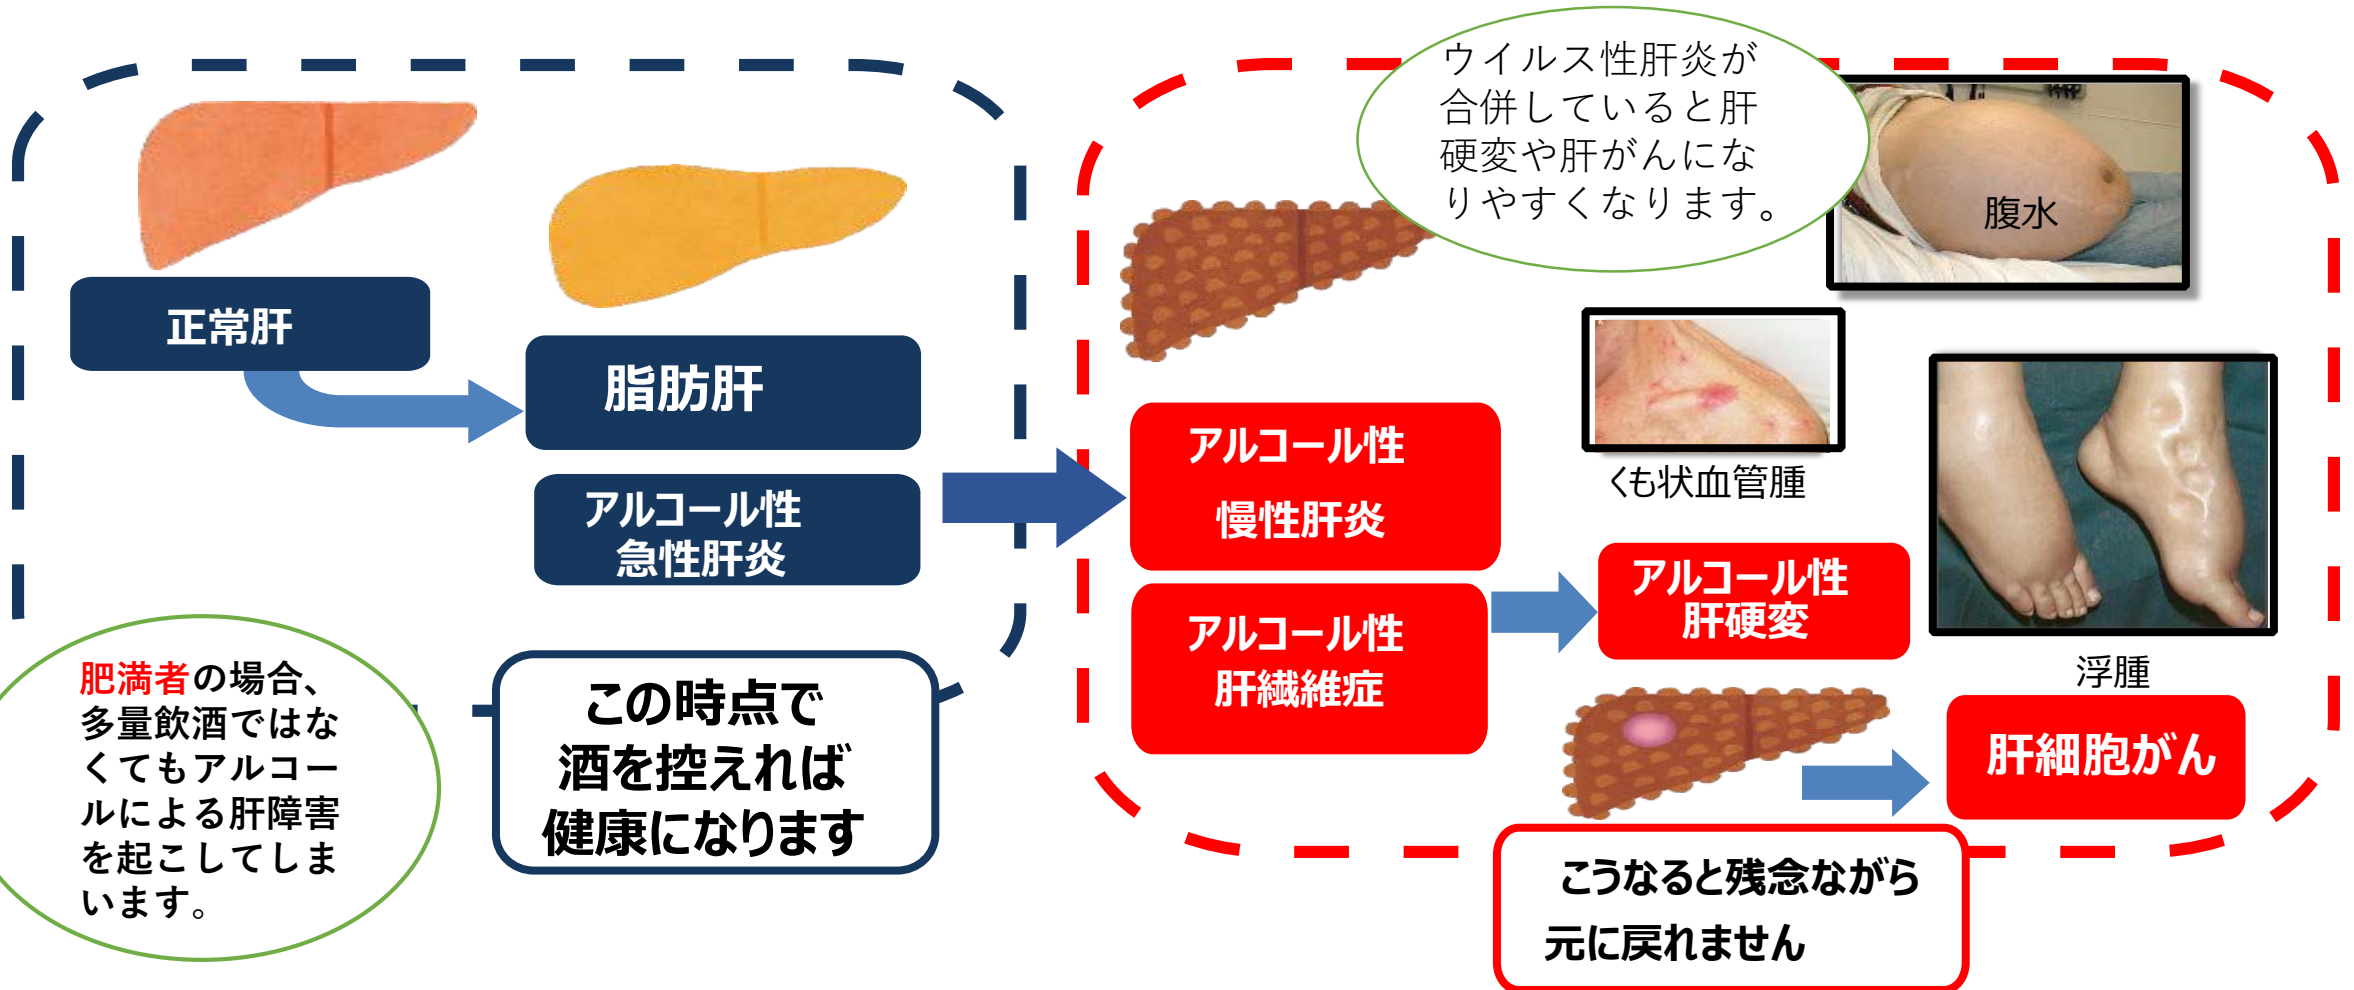 正常肝
脂肪肝
アルコール性
急性肝炎
肥満者の場合、
多量飲酒ではな
くてもアルコー
ルによる肝障害
を起こしてしま
います。
この時点で
酒を控えれば
健康になります
ウイルス性肝炎が
合併していると肝
硬変や肝がんにな
りやすくなります。
腹水
くも状血管腫
浮腫
アルコール性
慢性肝炎
アルコール性
肝繊維症
アルコール性
肝硬変
肝細胞がん
こうなると残念ながら
元に戻れません